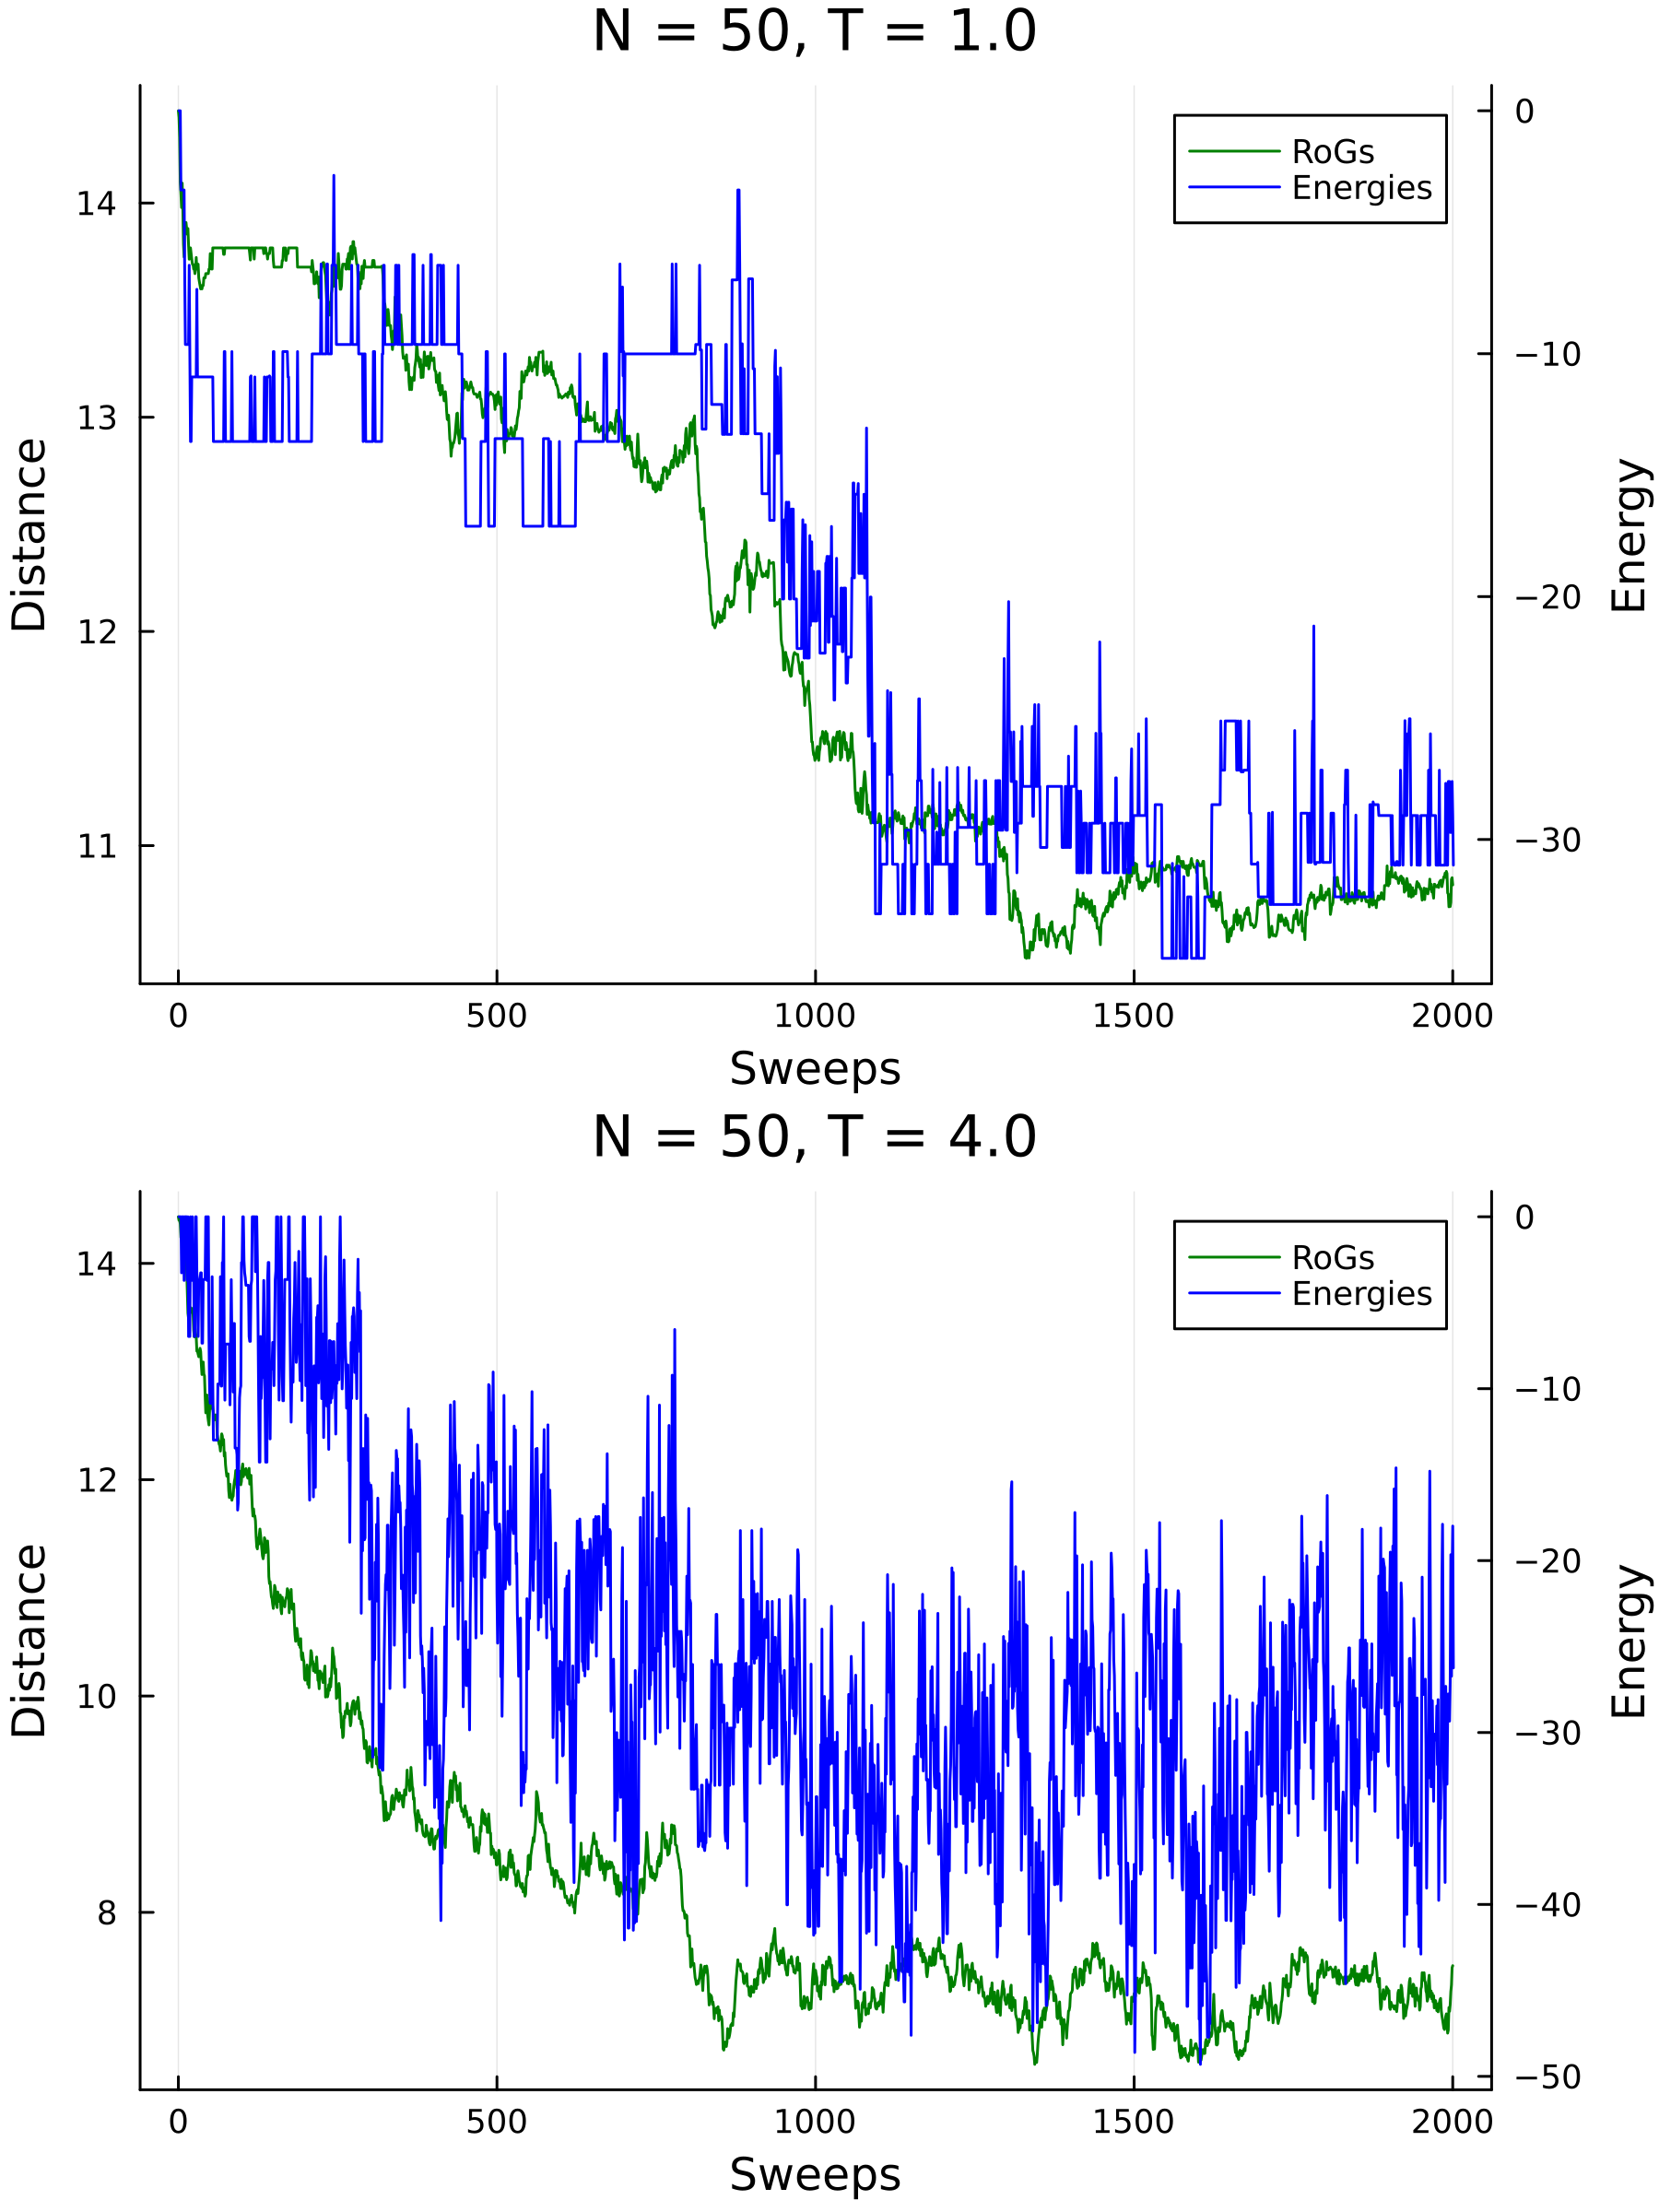 N = 50, T = 1.0
RoGs
Energies
Distance
14
13
12
11
Energy
0
−10
−20
−30
0 500 1000 1500 2000
Sweeps
N = 50, T = 4.0
RoGs
Energies
Distance
14
12
10
8
Energy
0
−10
−20
−30
−40
−50
0 500 1000 1500 2000
Sweeps